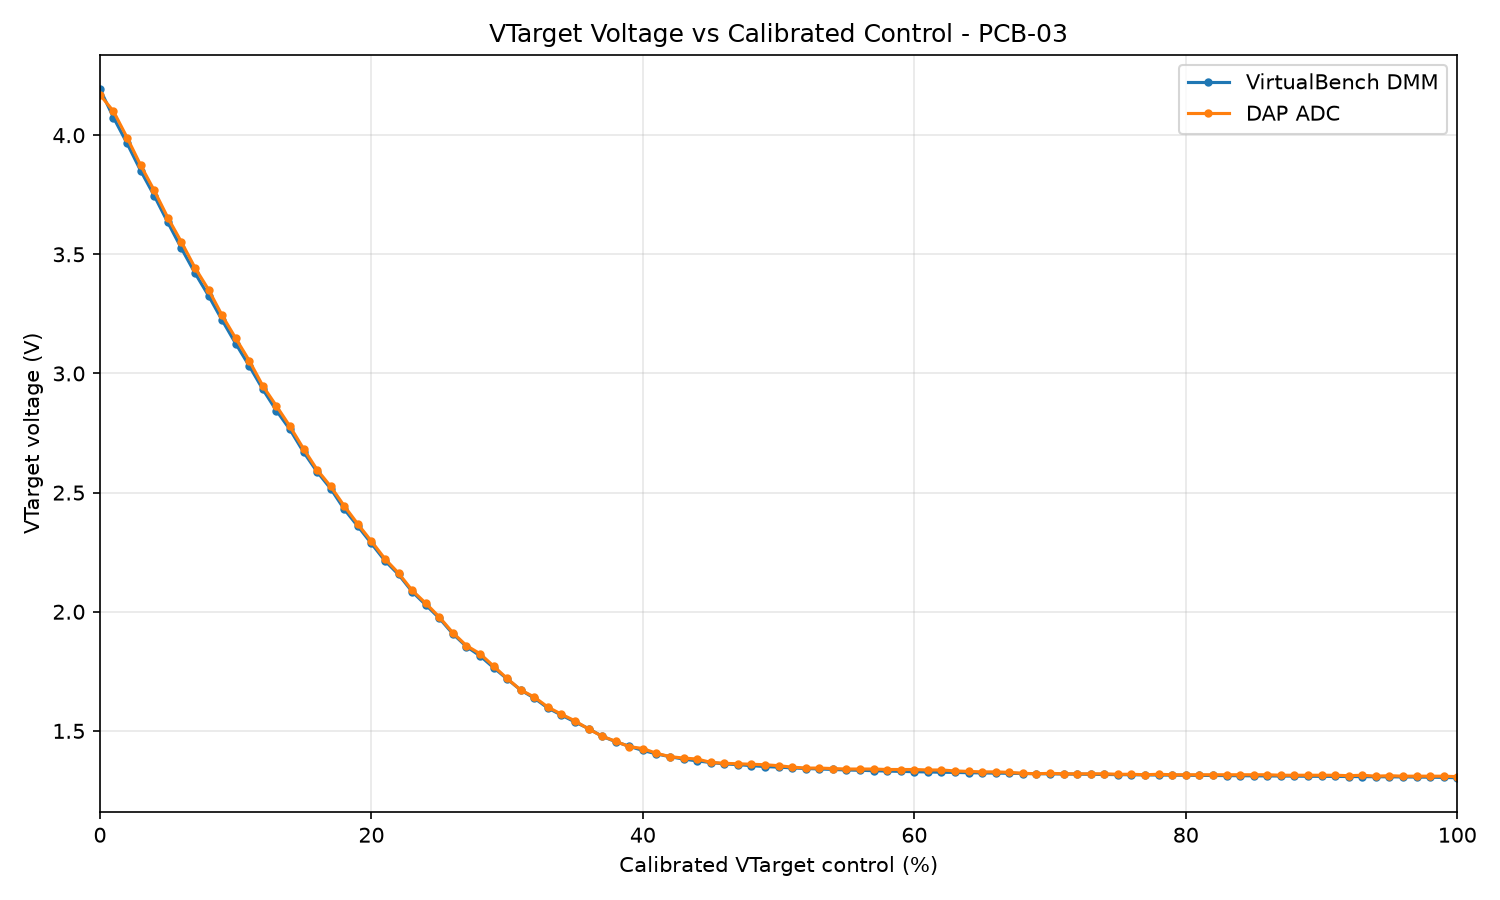 VTarget Voltage vs Calibrated Control - PCB-03
VirtualBench DMM
DAP ADC
VTarget voltage (V)
4.0
3.5
3.0
2.5
2.0
1.5
0
20
40
60
80
100
Calibrated VTarget control (%)